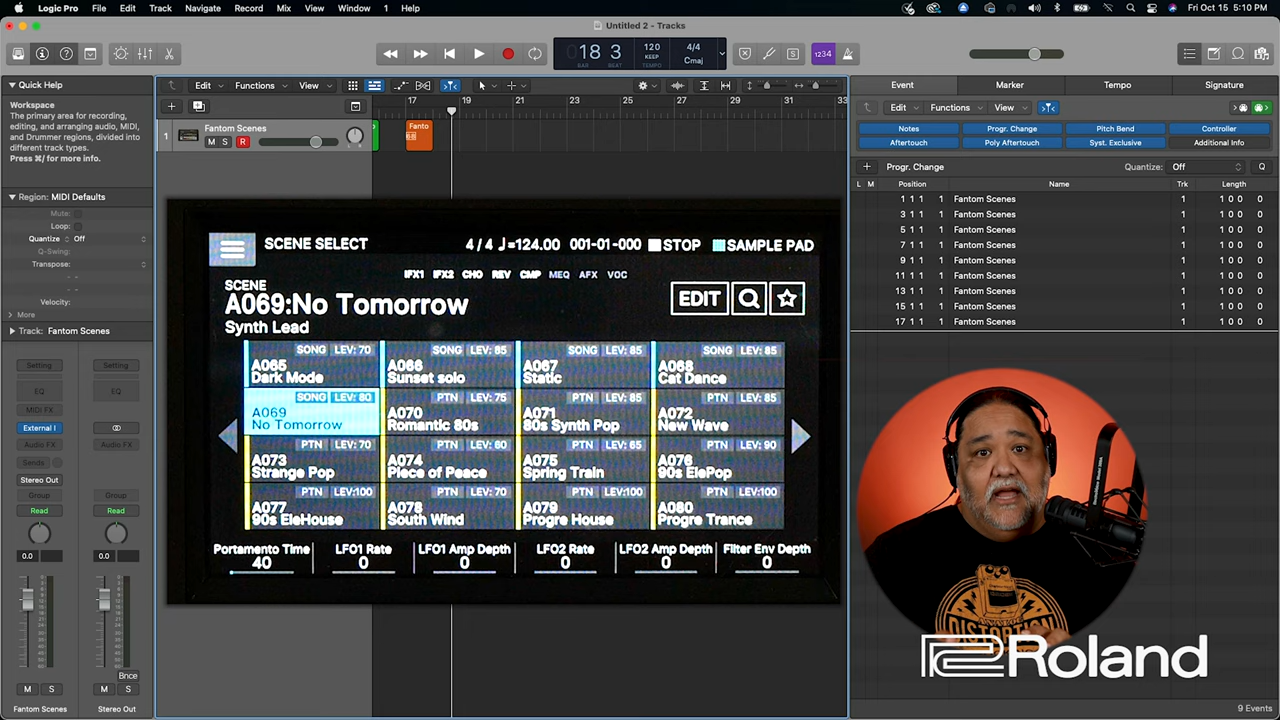 Logic Pro File Edit Track Navigate Record Mix View Window 1 Help
Fri Oct 15 5:10 PM
Untitled 2 - Tracks
18 3
BAR BEAT
120
KEEP
TEMPO
4/4
Cmaj
1234
Quick Help
Workspace
The primary area for recording,
editing, and arranging audio, MIDI,
and Drummer regions, divided into
different track types.
Press ⌘/ for more info.
Region: MIDI Defaults
Mute:
Loop:
Quantize Off
Q-Swing:
Transpose:
Velocity:
More
Track: Fantom Scenes
Setting Setting
EQ EQ
MIDI FX
External I
Audio FX Audio FX
Sends
Stereo Out
Group Group
Read Read
0.0 0.0
Bnce
M S M S
Fantom Scenes Stereo Out
Edit Functions View
17 19 21 23 25 27 29 31 33
1 Fantom Scenes
M S R
Fanto
SCENE SELECT
4 / 4 ♩=124.00 001-01-000 STOP SAMPLE PAD
IFX1 IFX2 CHO REV CMP MEQ AFX VOC
SCENE
A069:No Tomorrow
Synth Lead
EDIT
SONG LEV: 70 SONG LEV: 85 SONG LEV: 85 SONG LEV: 85
A065 A066 A067 A068
Dark Mode Sunset solo Static Cat Dance
SONG LEV: 80 PTN LEV: 75 PTN LEV: 85 PTN LEV: 85
A069 A070 A071 A072
No Tomorrow Romantic 80s 80s Synth Pop New Wave
PTN LEV: 70 PTN LEV: 60 PTN LEV: 65 PTN LEV: 90
A073 A074 A075 A076
Strange Pop Piece of Peace Spring Train 90s ElePop
PTN LEV:100 PTN LEV: 70 PTN LEV:100 PTN LEV:100
A077 A078 A079 A080
90s EleHouse South Wind Progre House Progre Trance
Portamento Time LFO1 Rate LFO1 Amp Depth LFO2 Rate LFO2 Amp Depth Filter Env Depth
40 0 0 0 0 0
Event Marker Tempo Signature
Edit Functions View
Notes Progr. Change Pitch Bend Controller
Aftertouch Poly Aftertouch Syst. Exclusive Additional Info
Progr. Change Quantize: Off Q
L M Position Name Trk Length
1 1 1 1 Fantom Scenes 1 1 0 0 0
3 1 1 1 Fantom Scenes 1 1 0 0 0
5 1 1 1 Fantom Scenes 1 1 0 0 0
7 1 1 1 Fantom Scenes 1 1 0 0 0
9 1 1 1 Fantom Scenes 1 1 0 0 0
11 1 1 1 Fantom Scenes 1 1 0 0 0
13 1 1 1 Fantom Scenes 1 1 0 0 0
15 1 1 1 Fantom Scenes 1 1 0 0 0
17 1 1 1 Fantom Scenes 1 1 0 0 0
DISTORTION
Roland
9 Events